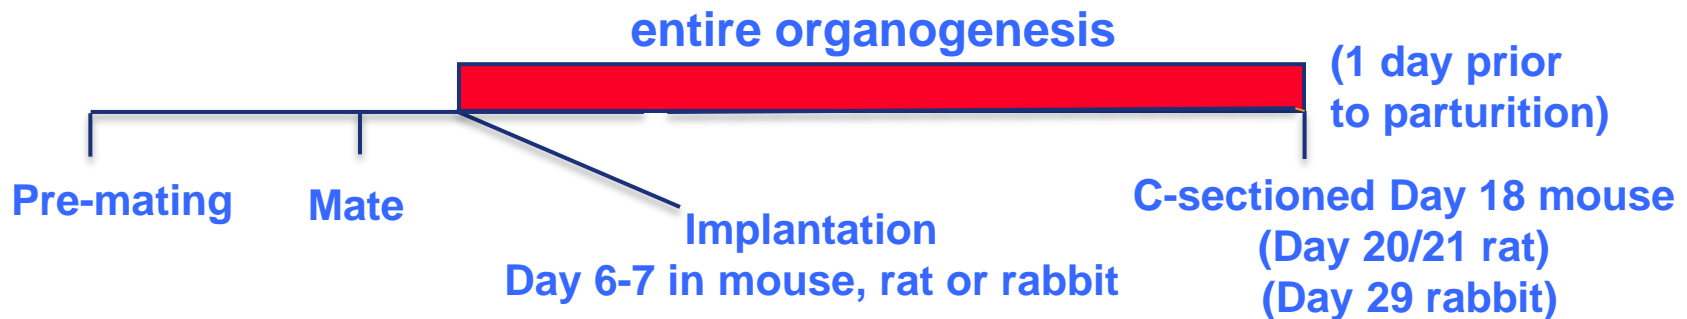 entire organogenesis
(1 day prior
to parturition)
Pre-mating
Mate
Implantation
Day 6-7 in mouse, rat or rabbit
C-sectioned Day 18 mouse
(Day 20/21 rat)
(Day 29 rabbit)